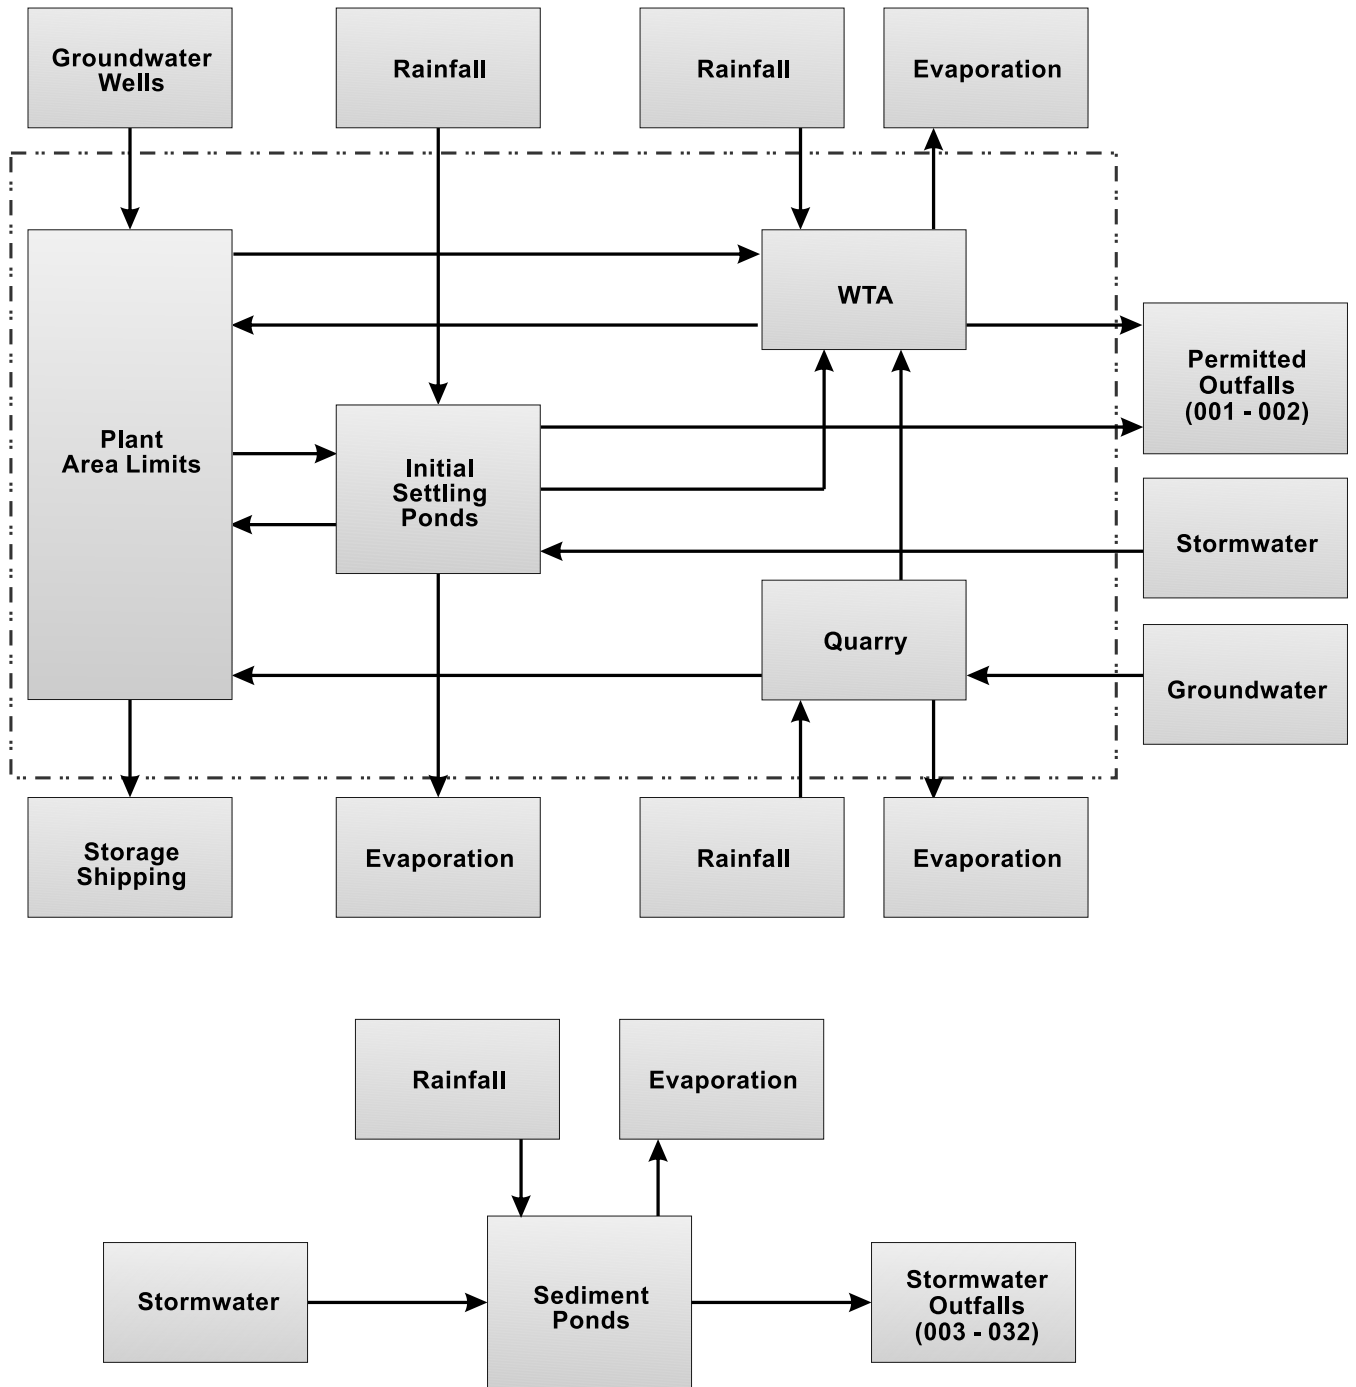 Groundwater
Wells
Rainfall
Rainfall
Evaporation
WTA
Permitted
Outfalls
(001 - 002)
Plant
Area Limits
Initial
Settling
Ponds
Stormwater
Quarry
Groundwater
Storage
Shipping
Evaporation
Rainfall
Evaporation
Rainfall
Evaporation
Stormwater
Sediment
Ponds
Stormwater
Outfalls
(003 - 032)